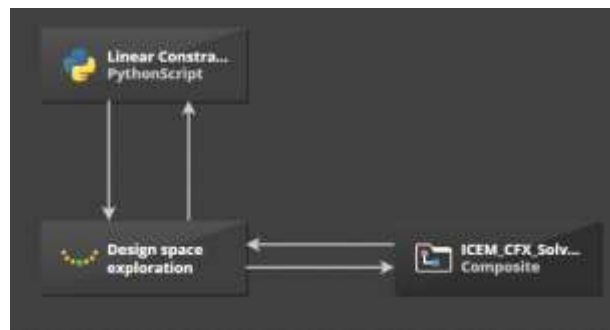 Linear Constra...
PythonScript
Design space
exploration
ICEM_CFX_Solv...
Composite